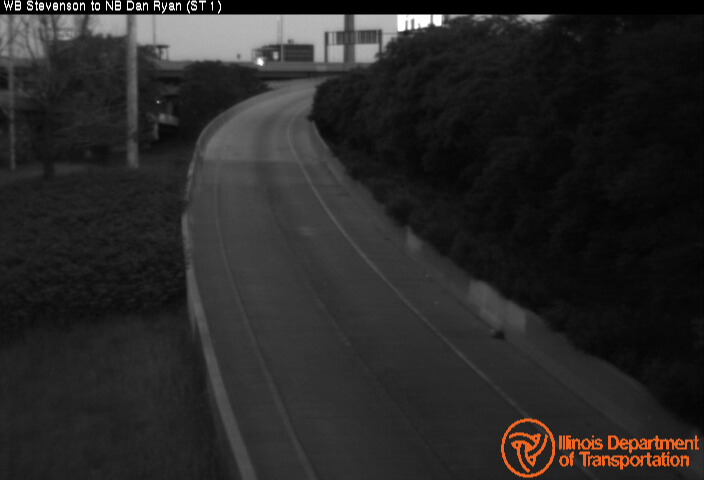 WB Stevenson to NB Dan Ryan (ST 1)
Illinois Department
of Transportation